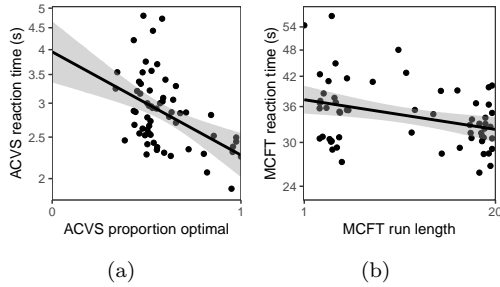 ACVS reaction time (s)
5
4.5
4
3.5
3
2.5
2
0
1
ACVS proportion optimal
(a)
MCFT reaction time (s)
54
42
36
30
24
1
20
MCFT run length
(b)